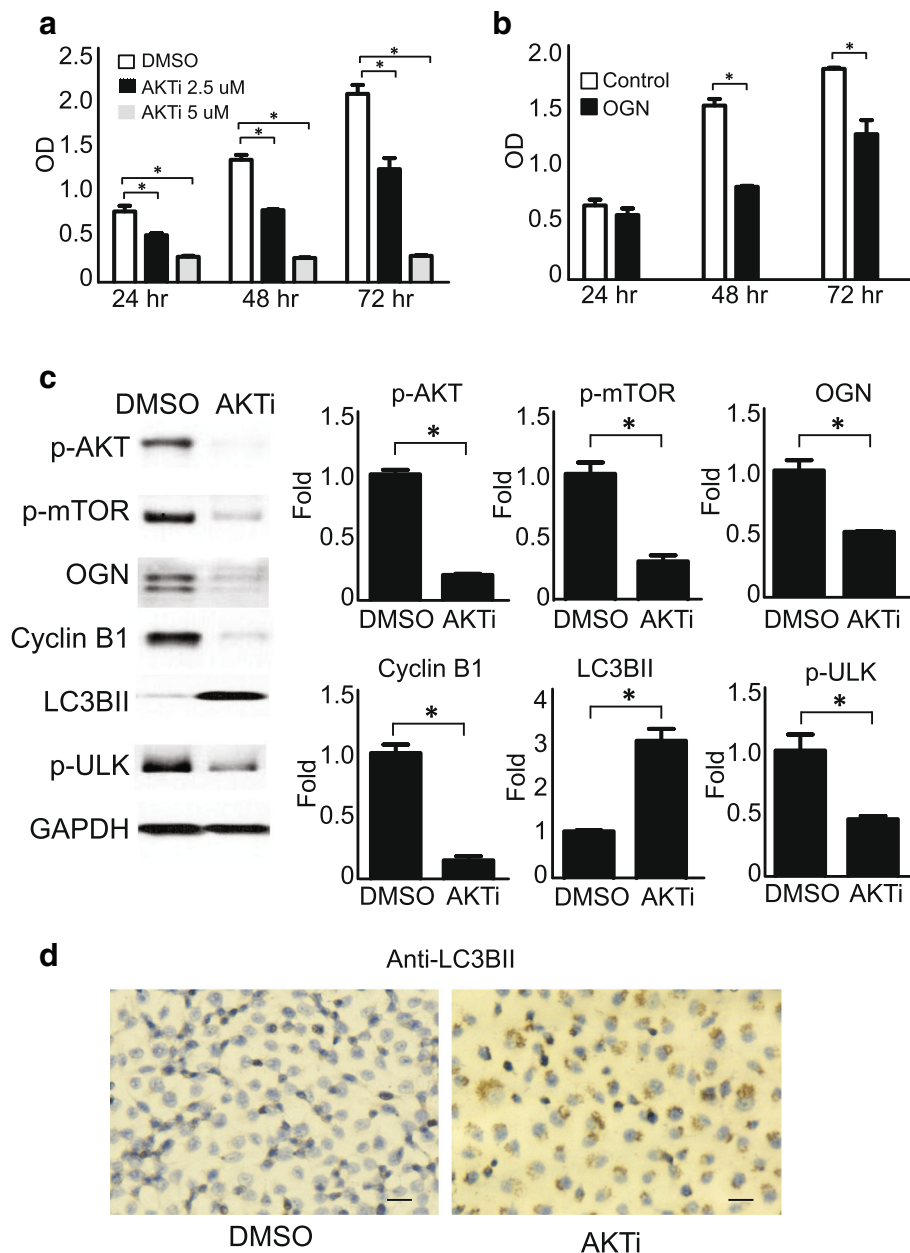 a
2.5
2.0
1.5
1.0
0.5
0
OD
DMSO
AKTi 2.5 uM
AKTi 5 uM
* * * * * *
24 hr 48 hr 72 hr
b
2.0
1.5
1.0
0.5
0
OD
Control
OGN
* *
24 hr 48 hr 72 hr
c
DMSO AKTi
p-AKT
p-mTOR
OGN
Cyclin B1
LC3BII
p-ULK
GAPDH
p-AKT
1.5
1.0
0.5
0
Fold
*
DMSO AKTi
p-mTOR
1.5
1.0
0.5
0
Fold
*
DMSO AKTi
OGN
1.5
1.0
0.5
0
Fold
*
DMSO AKTi
Cyclin B1
1.5
1.0
0.5
0
Fold
*
DMSO AKTi
LC3BII
4
3
2
1
0
Fold
*
DMSO AKTi
p-ULK
1.5
1.0
0.5
0
Fold
*
DMSO AKTi
d
Anti-LC3BII
DMSO AKTi